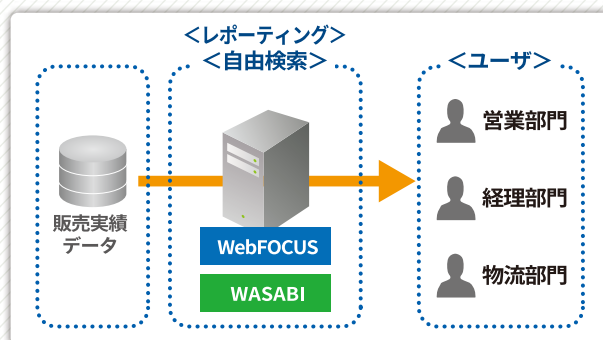 ＜レポーティング＞
＜自由検索＞
＜ユーザ＞
販売実績
データ
WebFOCUS
WASABI
営業部門
経理部門
物流部門